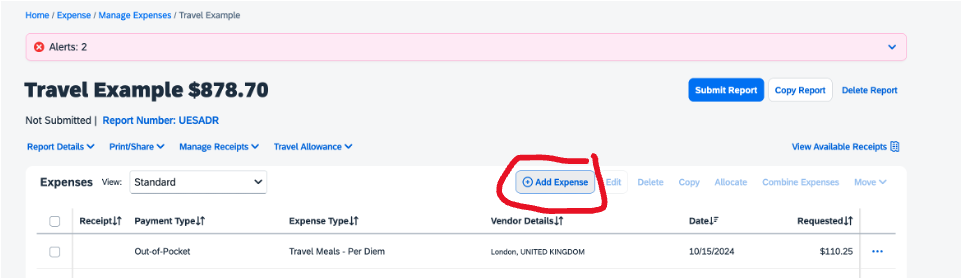 Home / Expense / Manage Expenses / Travel Example
Alerts: 2
Travel Example $878.70
Submit Report Copy Report Delete Report
Not Submitted | Report Number: UESADR
Report Details Print/Share Manage Receipts Travel Allowance View Available Receipts
Expenses View: Standard Add Expense Edit Delete Copy Allocate Combine Expenses Move
Receipt Payment Type Expense Type Vendor Details Date Requested
Out-of-Pocket Travel Meals - Per Diem London, UNITED KINGDOM 10/15/2024 $110.25